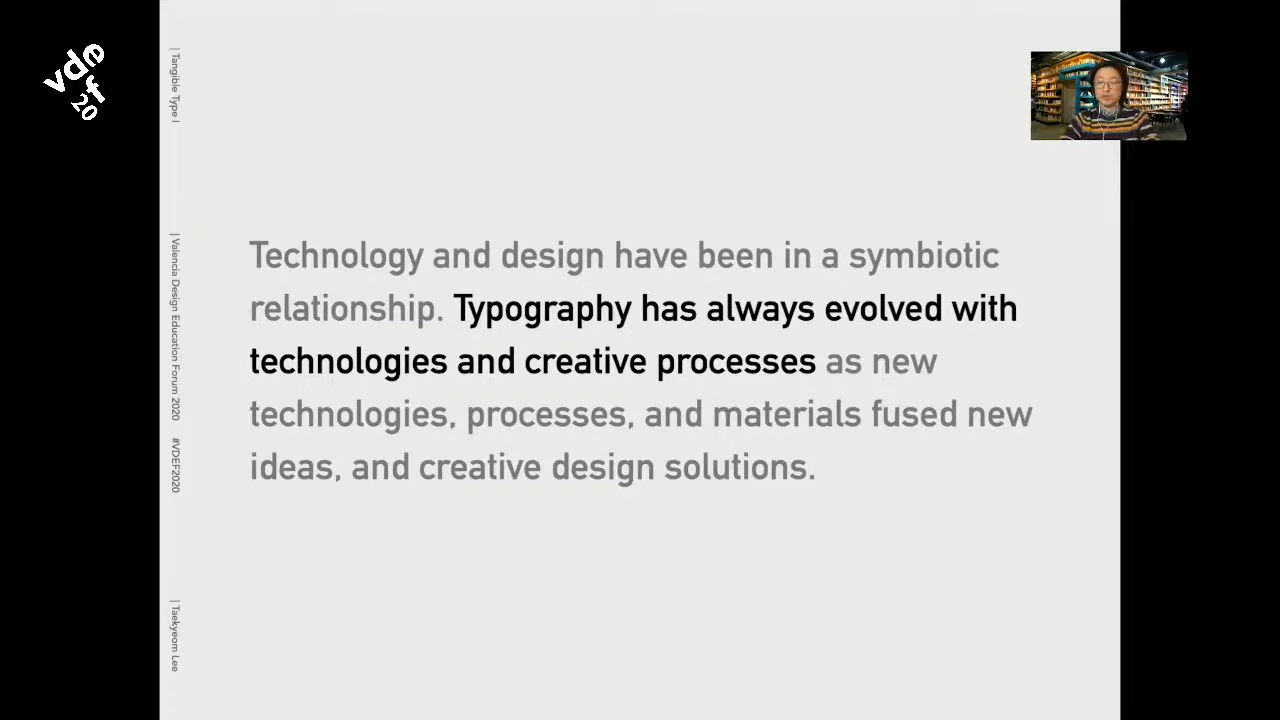 vdef
20
| Tangible Type |
| Valencia Design Education Forum 2020 #VDEF2020
| Taekyeom Lee
Technology and design have been in a symbiotic
relationship. Typography has always evolved with
technologies and creative processes as new
technologies, processes, and materials fused new
ideas, and creative design solutions.